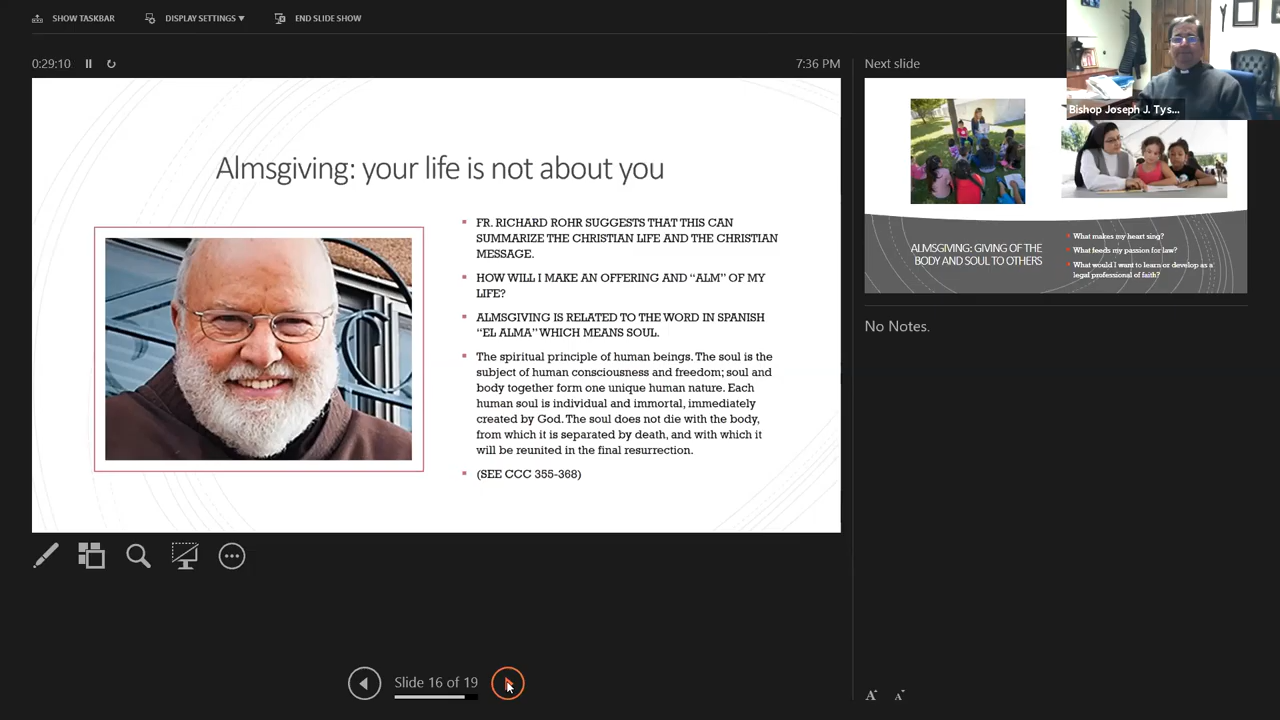 SHOW TASKBAR
DISPLAY SETTINGS
END SLIDE SHOW
0:29:10
7:36 PM
Almsgiving: your life is not about you
FR. RICHARD ROHR SUGGESTS THAT THIS CAN
SUMMARIZE THE CHRISTIAN LIFE AND THE CHRISTIAN
MESSAGE.
HOW WILL I MAKE AN OFFERING AND “ALM” OF MY
LIFE?
ALMSGIVING IS RELATED TO THE WORD IN SPANISH
“EL ALMA” WHICH MEANS SOUL.
The spiritual principle of human beings. The soul is the
subject of human consciousness and freedom; soul and
body together form one unique human nature. Each
human soul is individual and immortal, immediately
created by God. The soul does not die with the body,
from which it is separated by death, and with which it
will be reunited in the final resurrection.
(SEE CCC 355-368)
Slide 16 of 19
Next slide
Bishop Joseph J. Tys...
ALMSGIVING: GIVING OF THE
BODY AND SOUL TO OTHERS
What makes my heart sing?
What feeds my passion for law?
What would I want to learn or develop as a
legal professional of faith?
No Notes.
A A